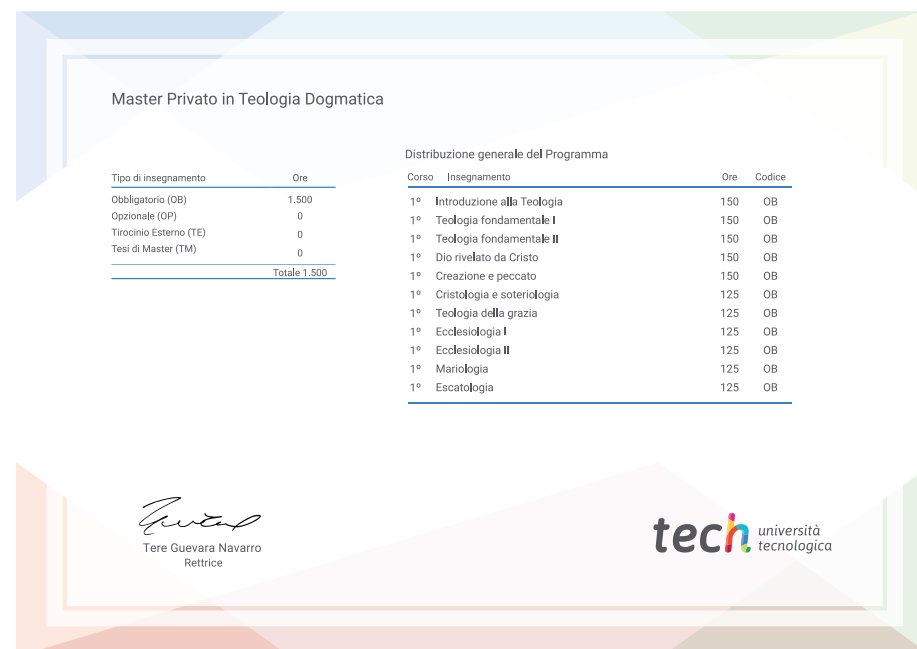 Master Privato in Teologia Dogmatica
Tipo di insegnamento Ore
Obbligatorio (OB) 1.500
Opzionale (OP) 0
Tirocinio Esterno (TE) 0
Tesi di Master (TM) 0
Totale 1.500
Distribuzione generale del Programma
Corso Insegnamento Ore Codice
1º Introduzione alla Teologia 150 OB
1º Teologia fondamentale I 150 OB
1º Teologia fondamentale II 150 OB
1º Dio rivelato da Cristo 150 OB
1º Creazione e peccato 150 OB
1º Cristologia e soteriologia 125 OB
1º Teologia della grazia 125 OB
1º Ecclesiologia I 125 OB
1º Ecclesiologia II 125 OB
1º Mariologia 125 OB
1º Escatologia 125 OB
Tere Guevara Navarro
Rettrice
tech università
tecnologica